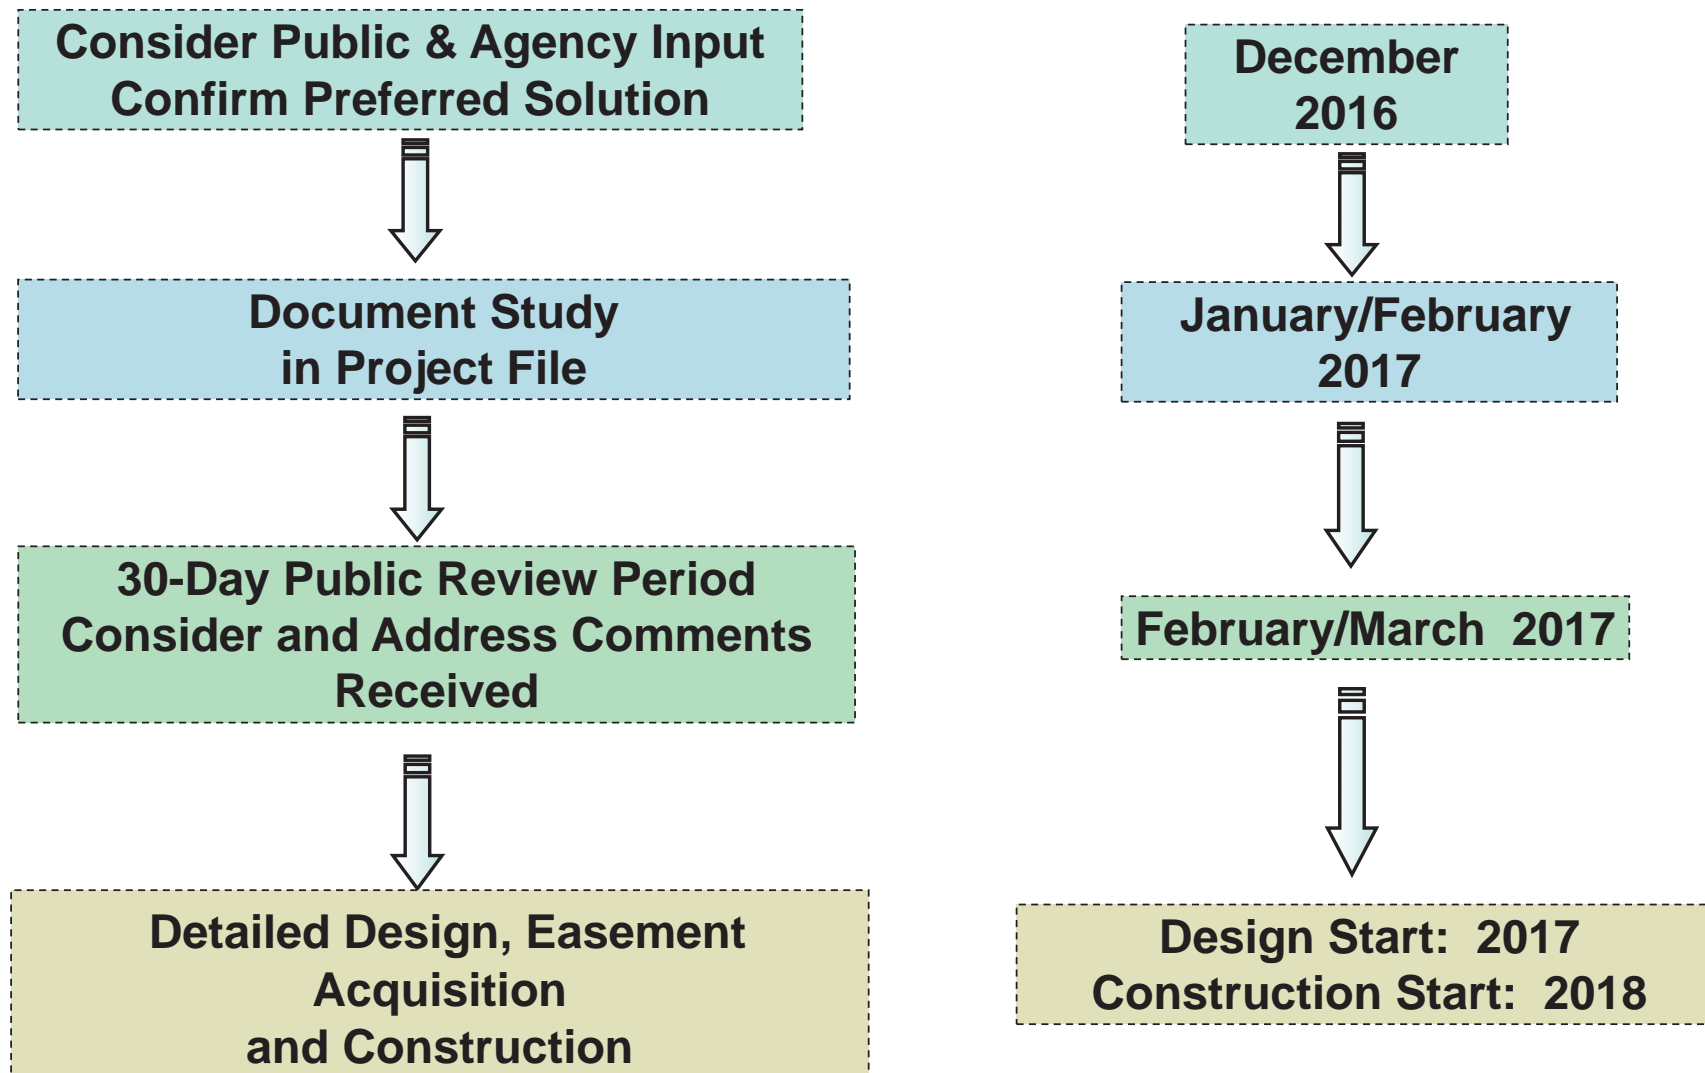 Consider Public & Agency Input
Confirm Preferred Solution
December
2016
Document Study
in Project File
January/February
2017
30-Day Public Review Period
Consider and Address Comments
Received
February/March 2017
Detailed Design, Easement
Acquisition
and Construction
Design Start: 2017
Construction Start: 2018